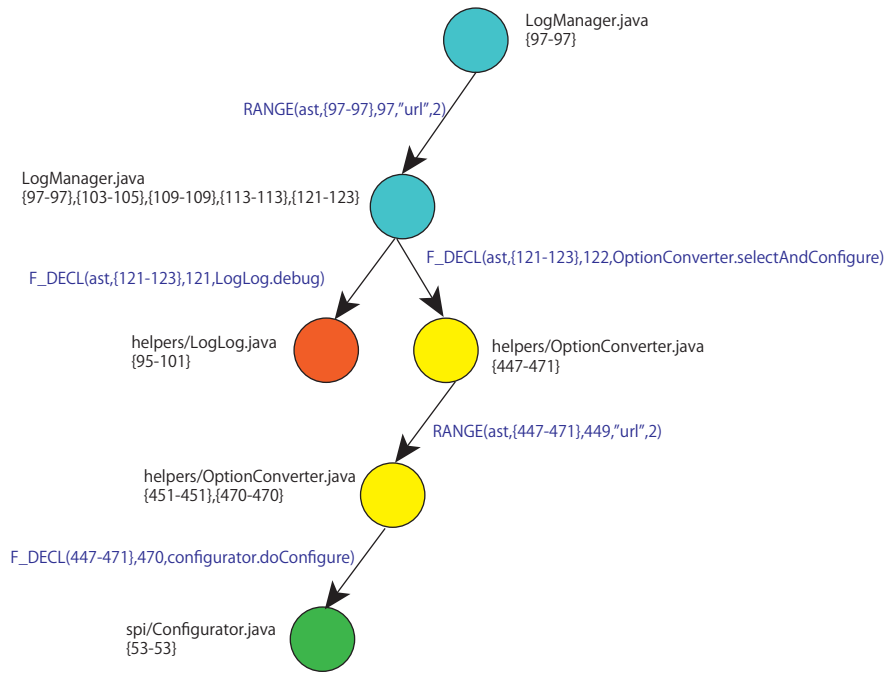 LogManager.java
{97-97}
RANGE(ast,{97-97},97,”url”,2)
LogManager.java
{97-97},{103-105},{109-109},{113-113},{121-123}
F_DECL(ast,{121-123},122,OptionConverter.selectAndConfigure)
F_DECL(ast,{121-123},121,LogLog.debug)
helpers/LogLog.java
{95-101}
helpers/OptionConverter.java
{447-471}
RANGE(ast,{447-471},449,”url”,2)
helpers/OptionConverter.java
{451-451},{470-470}
F_DECL(447-471},470,configurator.doConfigure)
spi/Configurator.java
{53-53}